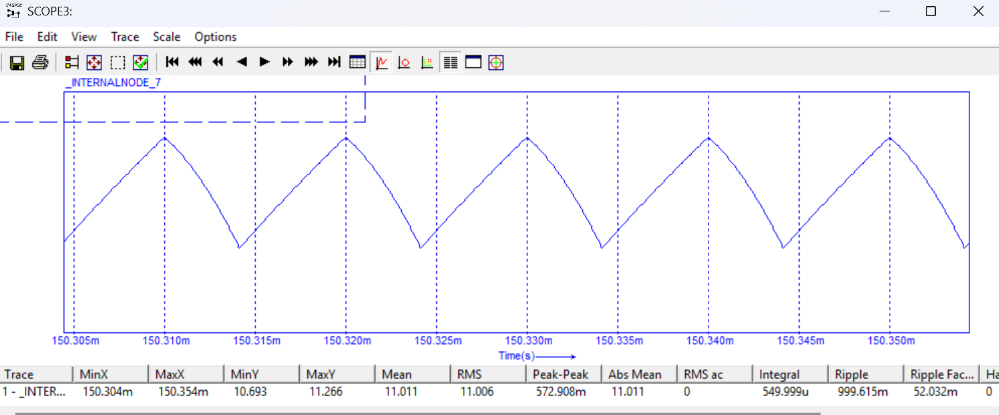 CASPOC
SCOPE3:
File Edit View Trace Scale Options
_INTERNALNODE_7
150.305m 150.310m 150.315m 150.320m 150.325m 150.330m 150.335m 150.340m 150.345m 150.350m
Time(s)
Trace MinX MaxX MinY MaxY Mean RMS Peak-Peak Abs Mean RMS ac Integral Ripple Ripple Fac... Ha
1 - _INTER... 150.304m 150.354m 10.693 11.266 11.011 11.006 572.908m 11.011 0 549.999u 999.615m 52.032m 0